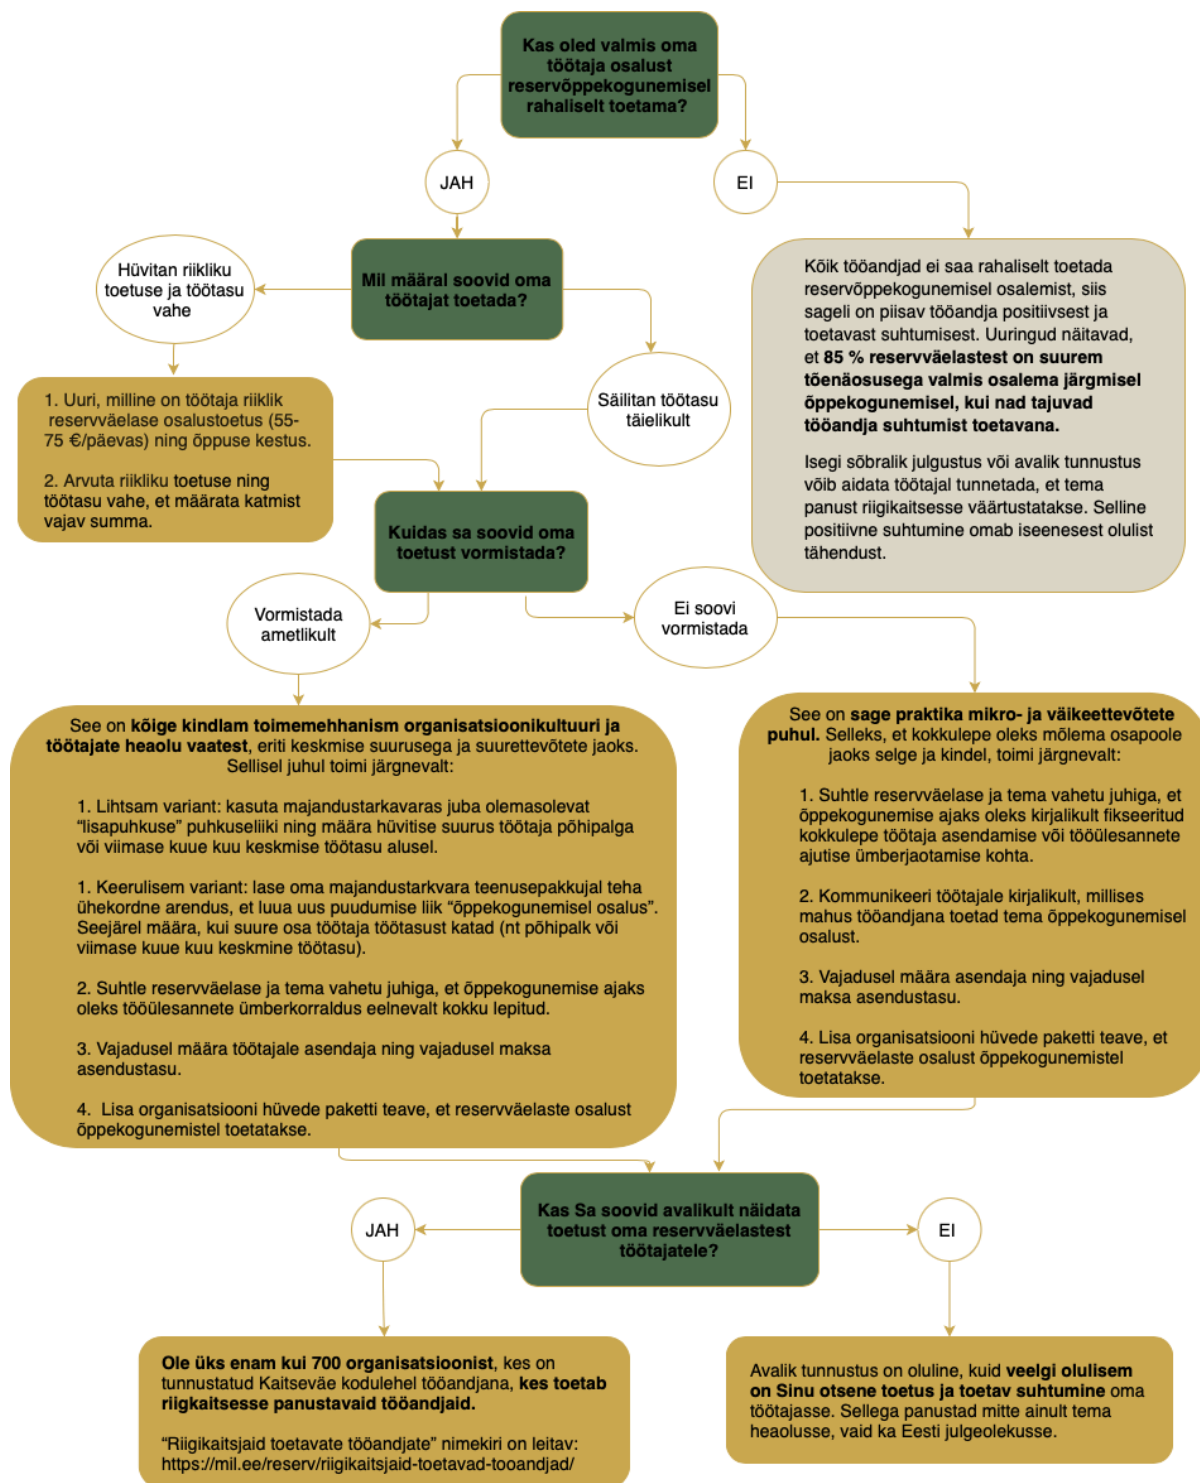 Kas oled valmis oma
töötaja osalust
reservõppekogunemisel
rahaliselt toetama?
JAH
EI
Hüvitan riikliku
toetuse ja töötasu
vahe
Mil määral soovid oma
töötajat toetada?
Kõik tööandjad ei saa rahaliselt toetada
reservõppekogunemisel osalemist, siis
sageli on piisav tööandja positiivsest ja
toetavast suhtumisest. Uuringud näitavad,
et 85 % reservväelastest on suurem
tõenäosusega valmis osalema järgmisel
õppekogunemisel, kui nad tajuvad
tööandja suhtumist toetavana.
Isegi sõbralik julgustus või avalik tunnustus
võib aidata töötajal tunnetada, et tema
panust riigikaitsesse väärtustatakse. Selline
positiivne suhtumine omab iseenesest olulist
tähendust.
Säilitan töötasu
täielikult
1. Uuri, milline on töötaja riiklik
reservväelase osalustoetus (55-
75 €/päevas) ning õppuse kestus.
2. Arvuta riikliku toetuse ning
töötasu vahe, et määrata katmist
vajav summa.
Kuidas sa soovid oma
toetust vormistada?
Vormistada
ametlikult
Ei soovi
vormistada
See on kõige kindlam toimemehhanism organisatsioonikultuuri ja
töötajate heaolu vaatest, eriti keskmise suurusega ja suurettevõtete jaoks.
Sellisel juhul toimi järgnevalt:
1. Lihtsam variant: kasuta majandustarkavaras juba olemasolevat
“lisapuhkuse” puhkuseliiki ning määra hüvitise suurus töötaja põhipalga
või viimase kuue kuu keskmise töötasu alusel.
1. Keerulisem variant: lase oma majandustarkvara teenusepakkujal teha
ühekordne arendus, et luua uus puudumise liik “õppekogunemisel osalus”.
Seejärel määra, kui suure osa töötaja töötasust katad (nt põhipalk või
viimase kuue kuu keskmine töötasu).
2. Suhtle reservväelase ja tema vahetu juhiga, et õppekogunemise ajaks
oleks tööülesannete ümberkorraldus eelnevalt kokku lepitud.
3. Vajadusel määra töötajale asendaja ning vajadusel maksa
asendustasu.
4. Lisa organisatsiooni hüvede paketti teave, et reservväelaste osalust
õppekogunemistel toetatakse.
See on sage praktika mikro- ja väikeettevõtete
puhul. Selleks, et kokkulepe oleks mõlema osapoole
jaoks selge ja kindel, toimi järgnevalt:
1. Suhtle reservväelase ja tema vahetu juhiga, et
õppekogunemise ajaks oleks kirjalikult fikseeritud
kokkulepe töötaja asendamise või tööülesannete
ajutise ümberjaotamise kohta.
2. Kommunikeeri töötajale kirjalikult, millises
mahus tööandjana toetad tema õppekogunemisel
osalust.
3. Vajadusel määra asendaja ning vajadusel
maksa asendustasu.
4. Lisa organisatsiooni hüvede paketti teave, et
reservväelaste osalust õppekogunemistel
toetatakse.
Kas Sa soovid avalikult näidata
toetust oma reservväelastest
töötajatele?
JAH
EI
Ole üks enam kui 700 organisatsioonist, kes on
tunnustatud Kaitseväe kodulehel tööandjana, kes toetab
riigkaitsesse panustavaid tööandjaid.
“Riigikaitsjaid toetavate tööandjate” nimekiri on leitav:
https://mil.ee/reserv/riigikaitsjaid-toetavad-tooandjad/
Avalik tunnustus on oluline, kuid veelgi olulisem
on Sinu otsene toetus ja toetav suhtumine oma
töötajasse. Sellega panustad mitte ainult tema
heaolusse, vaid ka Eesti julgeolekusse.